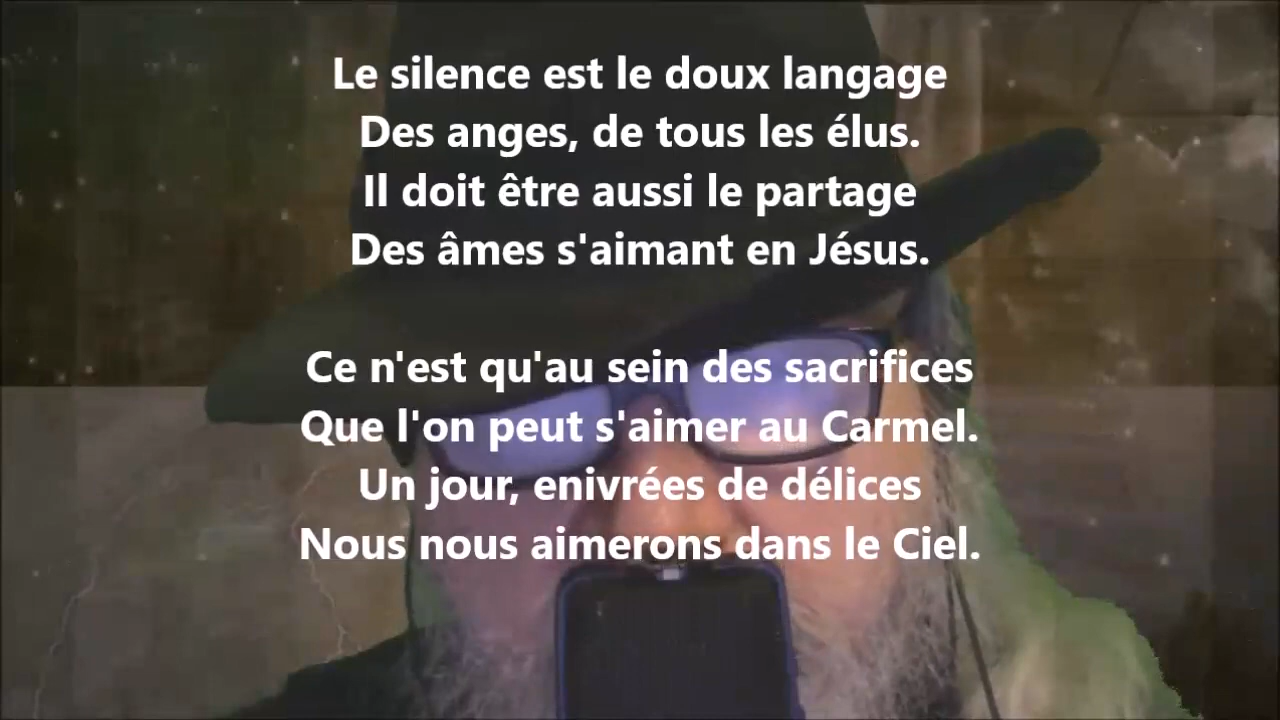 Le silence est le doux langage
Des anges, de tous les élus.
Il doit être aussi le partage
Des âmes s'aimant en Jésus.
Ce n'est qu'au sein des sacrifices
Que l'on peut s'aimer au Carmel.
Un jour, enivrées de délices
Nous nous aimerons dans le Ciel.